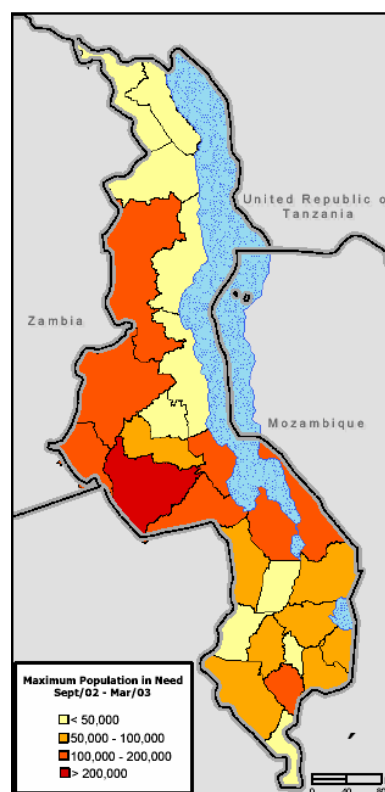 United Republic o
Tanzania
Zambia
Mozambique
Maximum Population in Need
Sept/02 - Mar/03
< 50,000
50,000 - 100,000
100,000 - 200,000
> 200,000
0
40
80